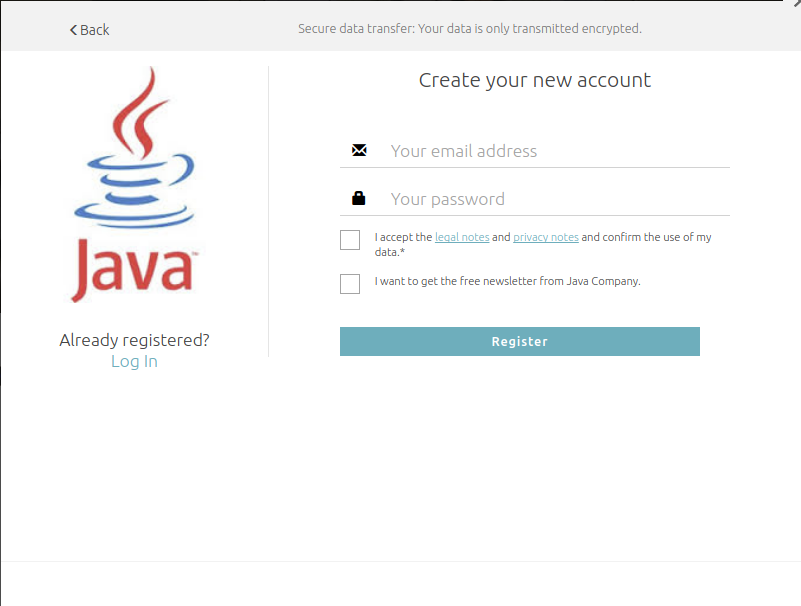 Back
Secure data transfer: Your data is only transmitted encrypted.
Java™
Already registered?
Log In
Create your new account
Your email address
Your password
I accept the legal notes and privacy notes and confirm the use of my
data.*
I want to get the free newsletter from Java Company.
Register